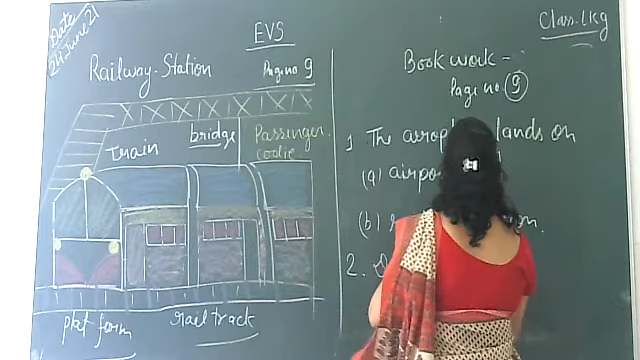 Date
24 June 21
EVS
Class. LKg
Railway Station
Page no 9
Train
bridge
Passenger
coolie
plat form
rail track
Book work -
Page no 9
1 The lands on
(a)
(b)
2.